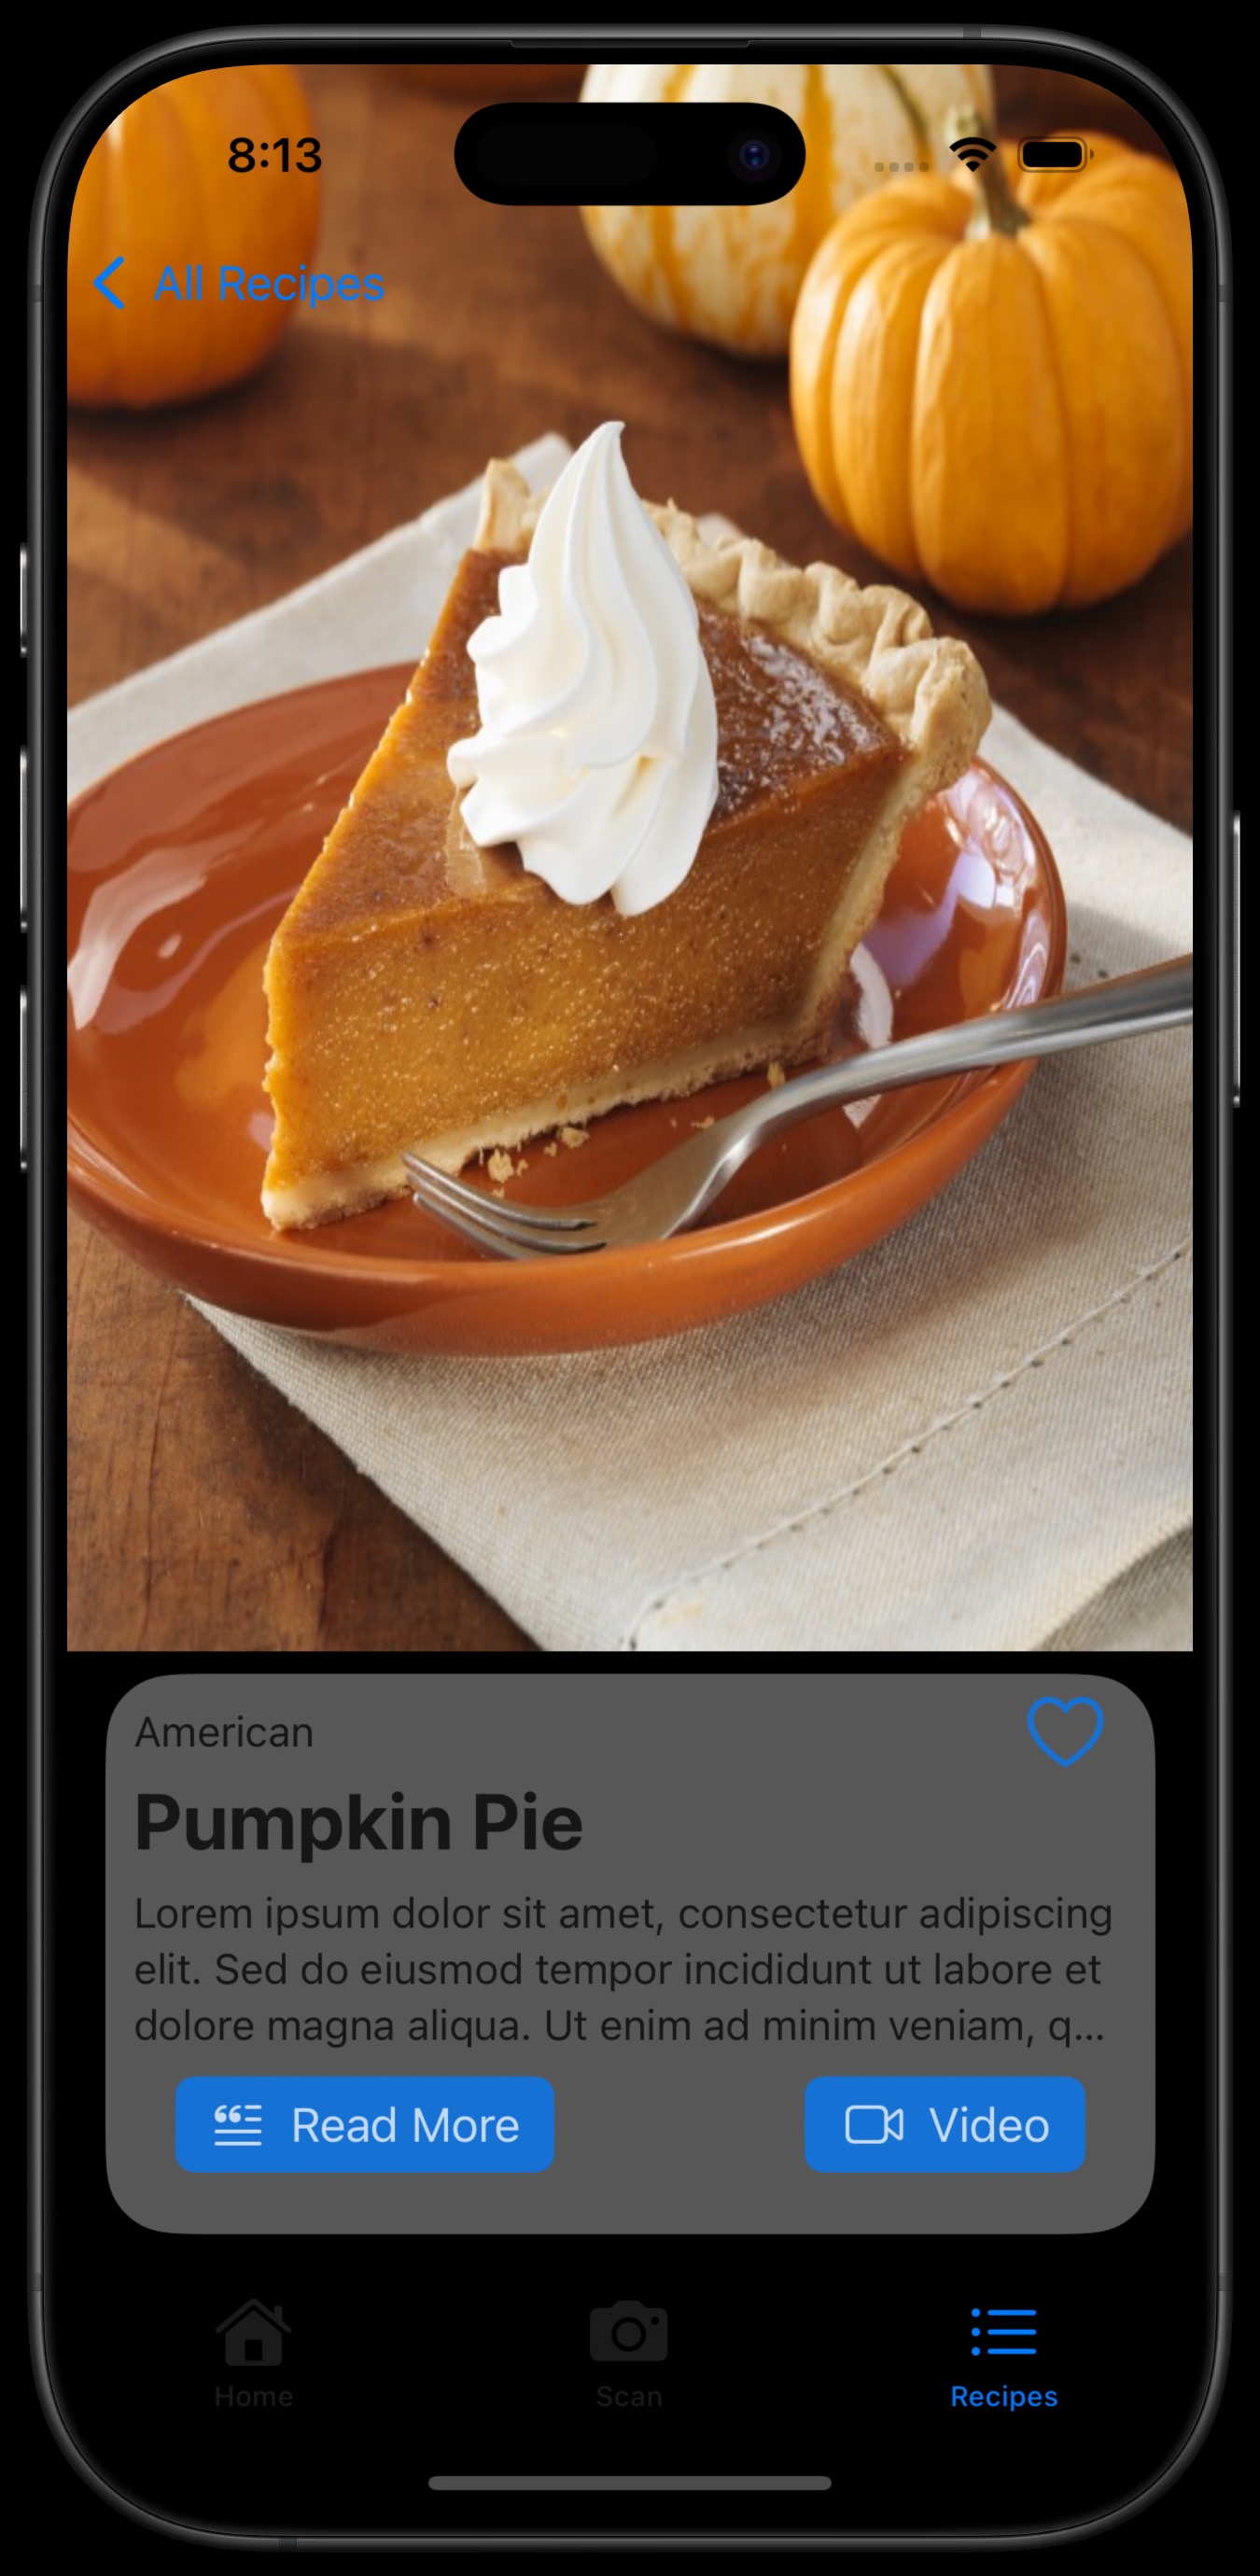 8:13
All Recipes
American
Pumpkin Pie
Lorem ipsum dolor sit amet, consectetur adipiscing
elit. Sed do eiusmod tempor incididunt ut labore et
dolore magna aliqua. Ut enim ad minim veniam, q...
Read More
Video
Home
Scan
Recipes